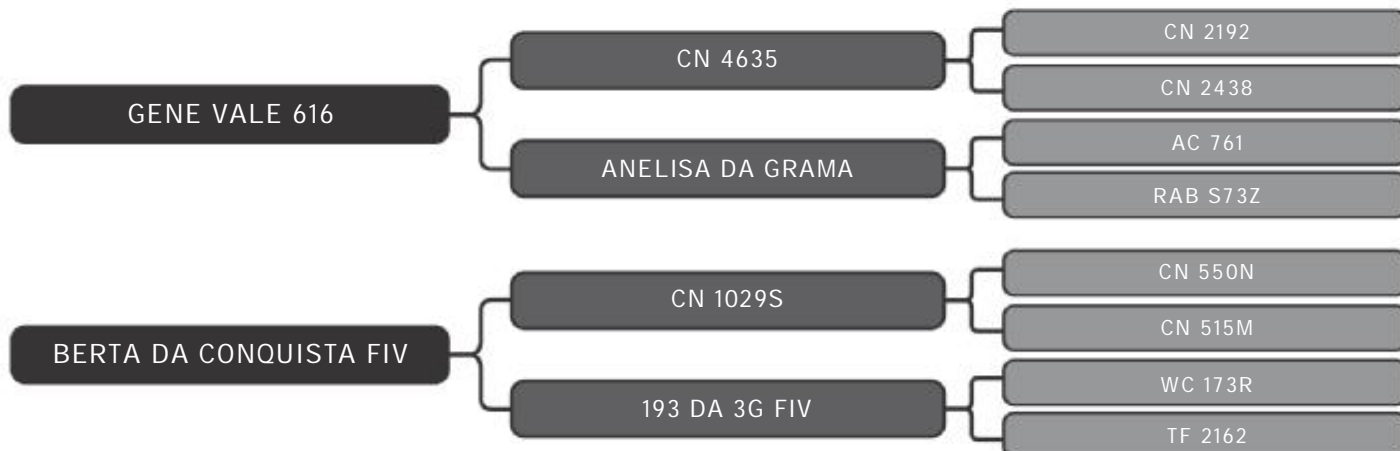 GENE VALE 616
CN 4635
CN 2192
CN 2438
ANELISA DA GRAMA
AC 761
RAB S73Z
BERTA DA CONQUISTA FIV
CN 1029S
CN 550N
CN 515M
193 DA 3G FIV
WC 173R
TF 2162